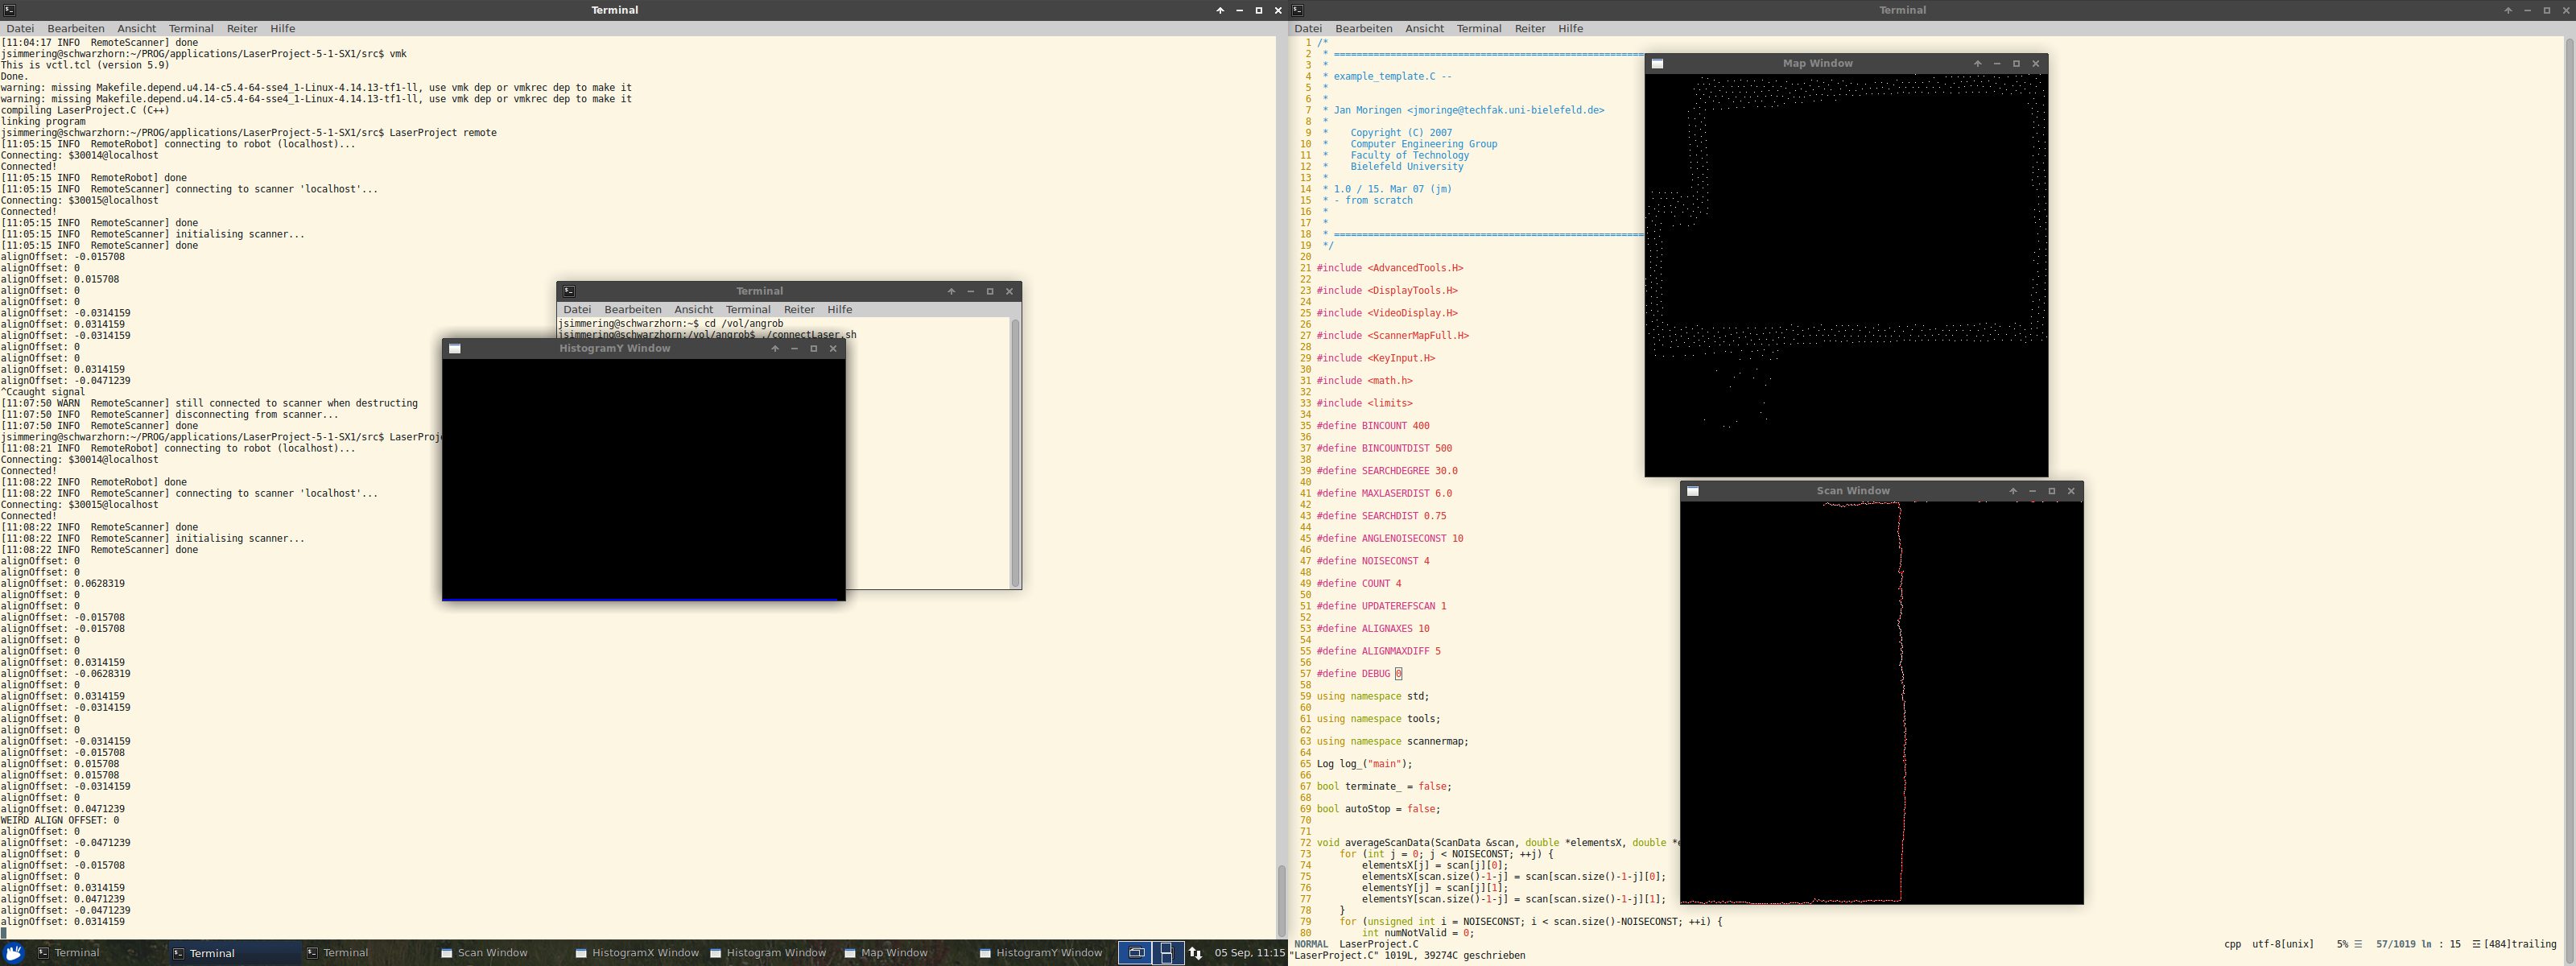 Terminal
Datei Bearbeiten Ansicht Terminal Reiter Hilfe
[11:04:17 INFO  RemoteScanner] done
jsimmering@schwarzhorn:~/PROG/applications/LaserProject-5-1-SX1/src$ vmk
This is vctl.tcl (version 5.9)
Done.
warning: missing Makefile.depend.u4.14-c5.4-64-sse4_1-Linux-4.14.13-tf1-ll, use vmk dep or vmkrec dep to make it
warning: missing Makefile.depend.u4.14-c5.4-64-sse4_1-Linux-4.14.13-tf1-ll, use vmk dep or vmkrec dep to make it
compiling LaserProject.C (C++)
linking program
jsimmering@schwarzhorn:~/PROG/applications/LaserProject-5-1-SX1/src$ LaserProject remote
[11:05:15 INFO  RemoteRobot] connecting to robot (localhost)...
Connecting: $30014@localhost
Connected!
[11:05:15 INFO  RemoteRobot] done
[11:05:15 INFO  RemoteScanner] connecting to scanner 'localhost'...
Connecting: $30015@localhost
Connected!
[11:05:15 INFO  RemoteScanner] done
[11:05:15 INFO  RemoteScanner] initialising scanner...
[11:05:15 INFO  RemoteScanner] done
alignOffset: -0.015708
alignOffset: 0
alignOffset: 0.015708
alignOffset: 0
alignOffset: 0
alignOffset: -0.0314159
alignOffset: 0.0314159
alignOffset: -0.0314159
alignOffset: 0
alignOffset: 0
alignOffset: 0.0314159
alignOffset: -0.0471239
^Ccaught signal
[11:07:50 WARN  RemoteScanner] still connected to scanner when destructing
[11:07:50 INFO  RemoteScanner] disconnecting from scanner...
[11:07:50 INFO  RemoteScanner] done
jsimmering@schwarzhorn:~/PROG/applications/LaserProject-5-1-SX1/src$ LaserProje
[11:08:21 INFO  RemoteRobot] connecting to robot (localhost)...
Connecting: $30014@localhost
Connected!
[11:08:22 INFO  RemoteRobot] done
[11:08:22 INFO  RemoteScanner] connecting to scanner 'localhost'...
Connecting: $30015@localhost
Connected!
[11:08:22 INFO  RemoteScanner] done
[11:08:22 INFO  RemoteScanner] initialising scanner...
[11:08:22 INFO  RemoteScanner] done
alignOffset: 0
alignOffset: 0
alignOffset: 0.0628319
alignOffset: 0
alignOffset: 0
alignOffset: -0.015708
alignOffset: -0.015708
alignOffset: 0
alignOffset: 0
alignOffset: 0.0314159
alignOffset: -0.0628319
alignOffset: 0
alignOffset: 0.0314159
alignOffset: -0.0314159
alignOffset: 0
alignOffset: 0
alignOffset: -0.0314159
alignOffset: -0.015708
alignOffset: 0.015708
alignOffset: 0.015708
alignOffset: -0.0314159
alignOffset: 0
alignOffset: 0.0471239
WEIRD ALIGN OFFSET: 0
alignOffset: 0
alignOffset: -0.0471239
alignOffset: 0
alignOffset: -0.015708
alignOffset: 0
alignOffset: 0.0314159
alignOffset: 0.0471239
alignOffset: -0.0471239
alignOffset: 0.0314159
Terminal
Datei Bearbeiten Ansicht Terminal Reiter Hilfe
jsimmering@schwarzhorn:~$ cd /vol/angrob
jsimmering@schwarzhorn:/vol/angrob$ ./connectLaser.sh
HistogramY Window
Terminal
Datei Bearbeiten Ansicht Terminal Reiter Hilfe
1 /*
2  * =======================================================
3  *
4  * example_template.C --
5  *
6  *
7  * Jan Moringen <jmoringe@techfak.uni-bielefeld.de>
8  *
9  *    Copyright (C) 2007
10  *    Computer Engineering Group
11  *    Faculty of Technology
12  *    Bielefeld University
13  *
14  * 1.0 / 15. Mar 07 (jm)
15  * - from scratch
16  *
17  *
18  * =======================================================
19  */
20
21 #include <AdvancedTools.H>
22
23 #include <DisplayTools.H>
24
25 #include <VideoDisplay.H>
26
27 #include <ScannerMapFull.H>
28
29 #include <KeyInput.H>
30
31 #include <math.h>
32
33 #include <limits>
34
35 #define BINCOUNT 400
36
37 #define BINCOUNTDIST 500
38
39 #define SEARCHDEGREE 30.0
40
41 #define MAXLASERDIST 6.0
42
43 #define SEARCHDIST 0.75
44
45 #define ANGLENOISECONST 10
46
47 #define NOISECONST 4
48
49 #define COUNT 4
50
51 #define UPDATEREFSCAN 1
52
53 #define ALIGNAXES 10
54
55 #define ALIGNMAXDIFF 5
56
57 #define DEBUG 0
58
59 using namespace std;
60
61 using namespace tools;
62
63 using namespace scannermap;
64
65 Log log_("main");
66
67 bool terminate_ = false;
68
69 bool autoStop = false;
70
71
72 void averageScanData(ScanData &scan, double *elementsX, double *e
73     for (int j = 0; j < NOISECONST; ++j) {
74         elementsX[j] = scan[j][0];
75         elementsX[scan.size()-1-j] = scan[scan.size()-1-j][0];
76         elementsY[j] = scan[j][1];
77         elementsY[scan.size()-1-j] = scan[scan.size()-1-j][1];
78     }
79     for (unsigned int i = NOISECONST; i < scan.size()-NOISECONST; ++i) {
80         int numNotValid = 0;
NORMAL LaserProject.C cpp utf-8[unix] 5% ☰ 57/1019 ln : 15 ☲ [484]trailing
"LaserProject.C" 1019L, 39274C geschrieben
Map Window
Scan Window
Terminal Terminal Terminal Scan Window HistogramX Window Histogram Window Map Window HistogramY Window 05 Sep, 11:15